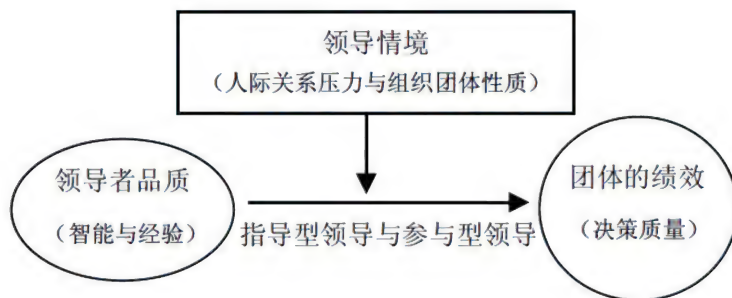 领导情境
（人际关系压力与组织团体性质）
领导者品质
（智能与经验）
指导型领导与参与型领导
团体的绩效
（决策质量）